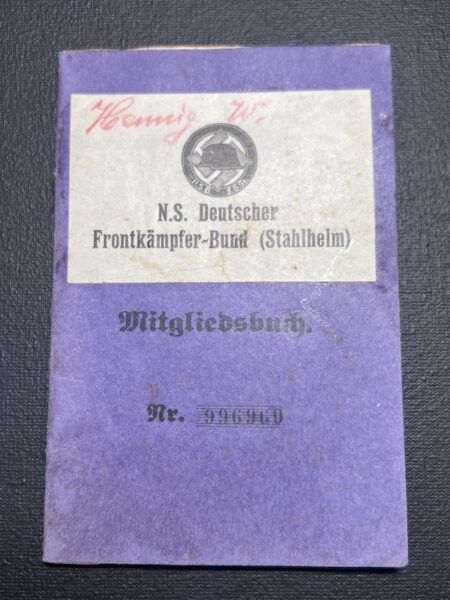 Hennig W.
N.S. Deutscher
Frontkämpfer-Bund (Stahlhelm)
Mitgliedsbuch.
Nr. 996960